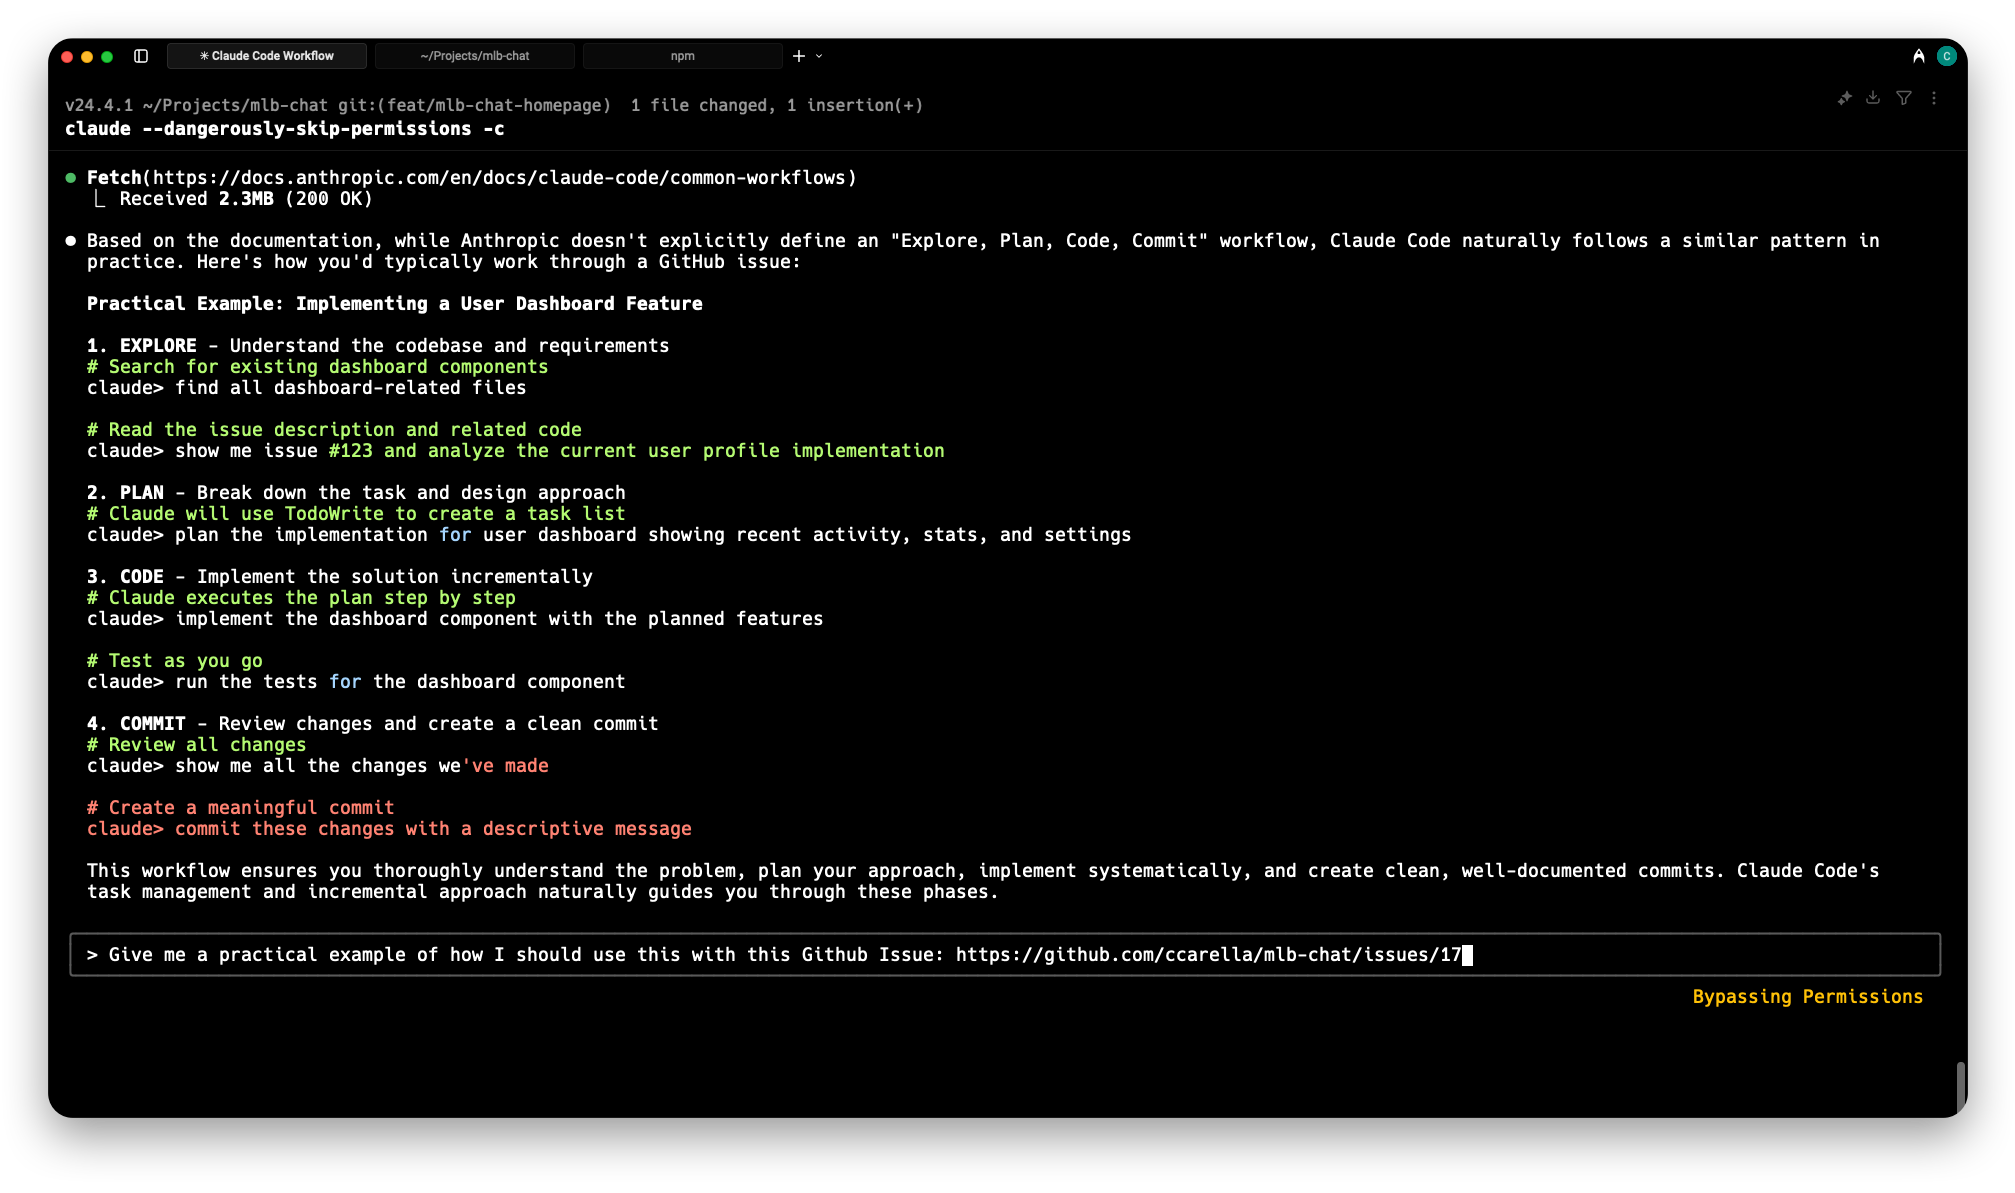 ✳ Claude Code Workflow
~/Projects/mlb-chat
npm
C
v24.4.1 ~/Projects/mlb-chat git:(feat/mlb-chat-homepage)  1 file changed, 1 insertion(+)
claude --dangerously-skip-permissions -c
Fetch(https://docs.anthropic.com/en/docs/claude-code/common-workflows)
Received 2.3MB (200 OK)
Based on the documentation, while Anthropic doesn't explicitly define an "Explore, Plan, Code, Commit" workflow, Claude Code naturally follows a similar pattern in
practice. Here's how you'd typically work through a GitHub issue:
Practical Example: Implementing a User Dashboard Feature
1. EXPLORE - Understand the codebase and requirements
# Search for existing dashboard components
claude> find all dashboard-related files
# Read the issue description and related code
claude> show me issue #123 and analyze the current user profile implementation
2. PLAN - Break down the task and design approach
# Claude will use TodoWrite to create a task list
claude> plan the implementation for user dashboard showing recent activity, stats, and settings
3. CODE - Implement the solution incrementally
# Claude executes the plan step by step
claude> implement the dashboard component with the planned features
# Test as you go
claude> run the tests for the dashboard component
4. COMMIT - Review changes and create a clean commit
# Review all changes
claude> show me all the changes we've made
# Create a meaningful commit
claude> commit these changes with a descriptive message
This workflow ensures you thoroughly understand the problem, plan your approach, implement systematically, and create clean, well-documented commits. Claude Code's
task management and incremental approach naturally guides you through these phases.
> Give me a practical example of how I should use this with this Github Issue: https://github.com/ccarella/mlb-chat/issues/17
Bypassing Permissions